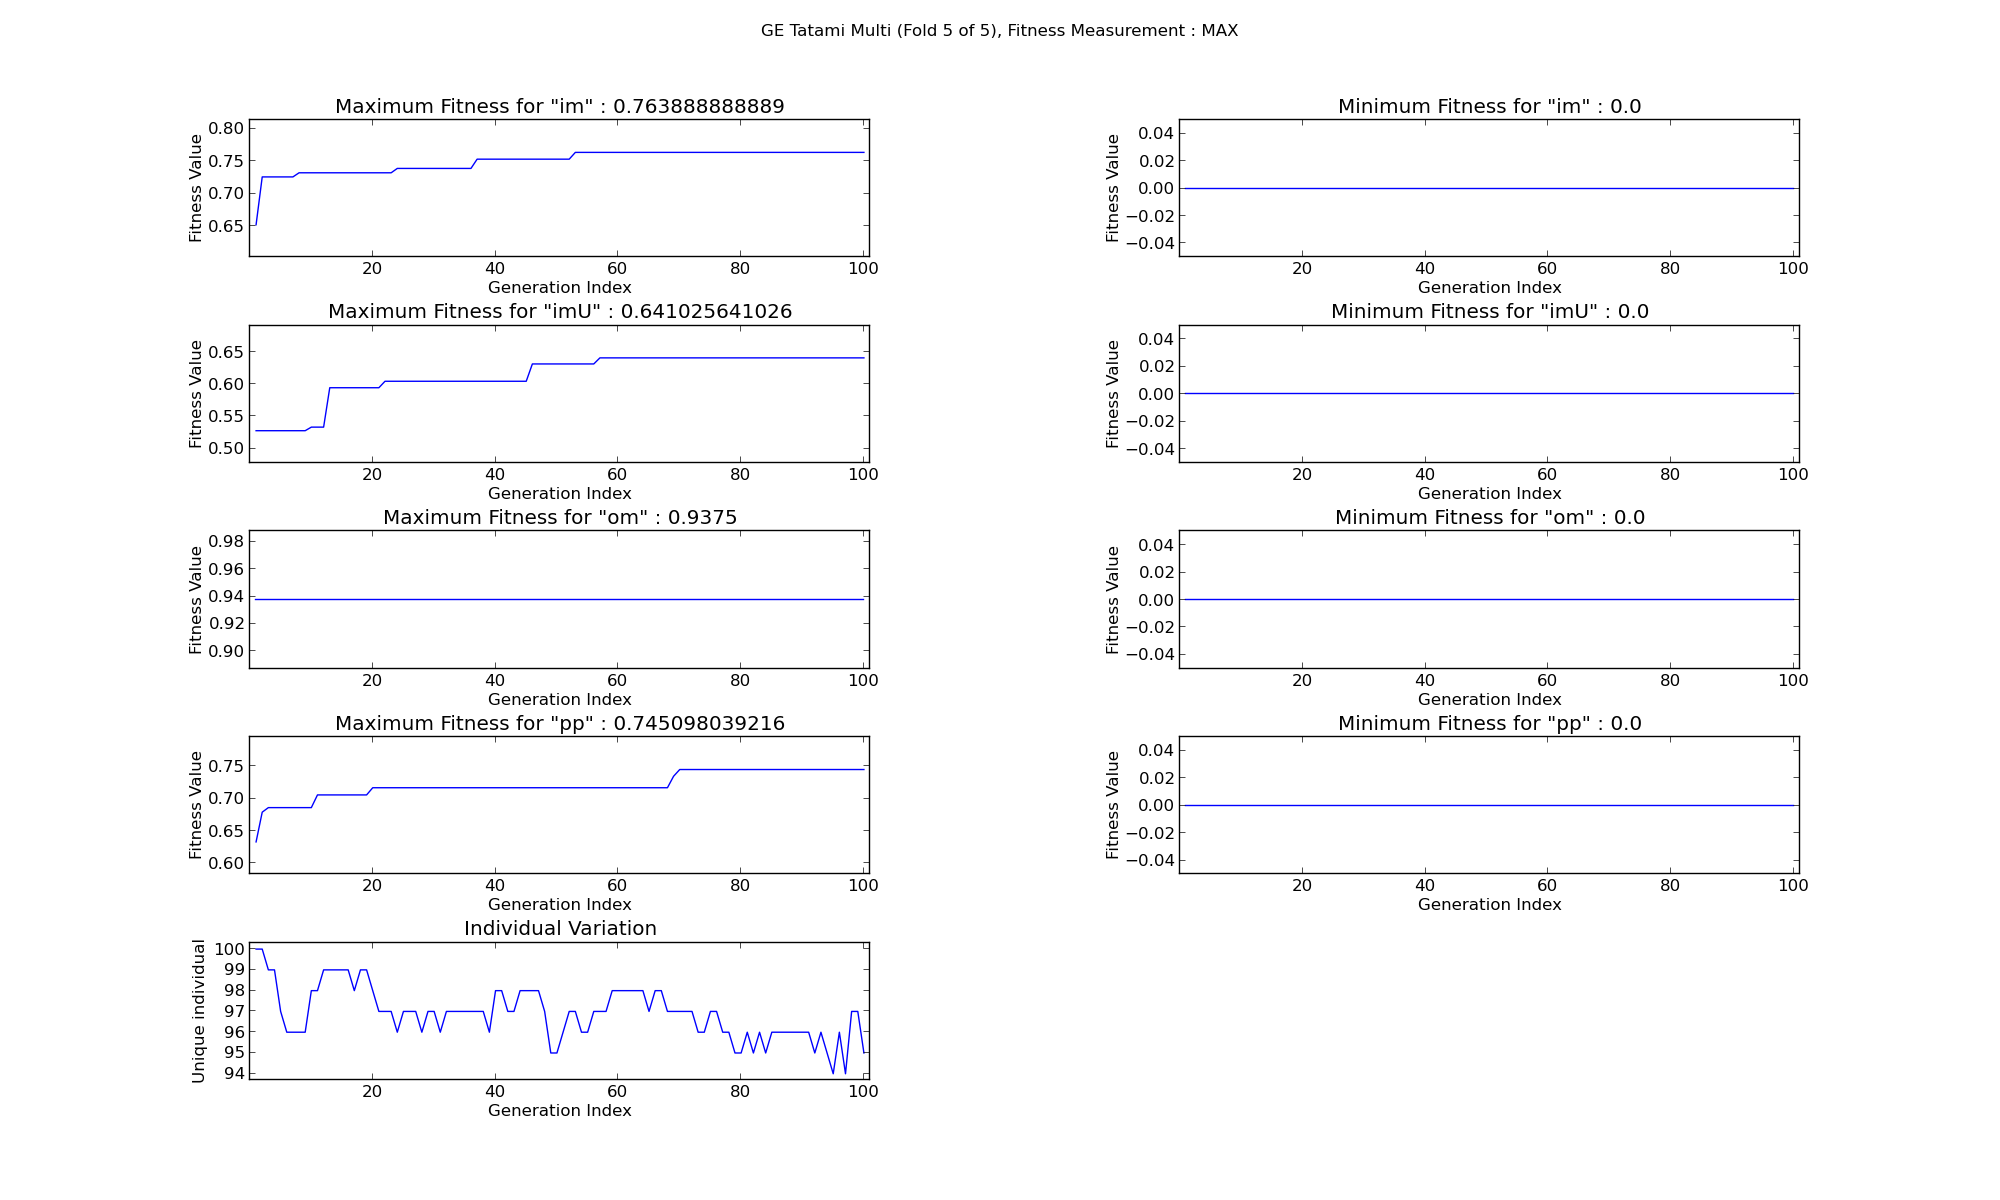 GE Tatami Multi (Fold 5 of 5), Fitness Measurement : MAX
Maximum Fitness for "im" : 0.763888888889
Fitness Value
0.80
0.75
0.70
0.65
20 40 60 80 100
Generation Index
Minimum Fitness for "im" : 0.0
Fitness Value
0.04
0.02
0.00
−0.02
−0.04
20 40 60 80 100
Generation Index
Maximum Fitness for "imU" : 0.641025641026
Fitness Value
0.65
0.60
0.55
0.50
20 40 60 80 100
Generation Index
Minimum Fitness for "imU" : 0.0
Fitness Value
0.04
0.02
0.00
−0.02
−0.04
20 40 60 80 100
Generation Index
Maximum Fitness for "om" : 0.9375
Fitness Value
0.98
0.96
0.94
0.92
0.90
20 40 60 80 100
Generation Index
Minimum Fitness for "om" : 0.0
Fitness Value
0.04
0.02
0.00
−0.02
−0.04
20 40 60 80 100
Generation Index
Maximum Fitness for "pp" : 0.745098039216
Fitness Value
0.75
0.70
0.65
0.60
20 40 60 80 100
Generation Index
Minimum Fitness for "pp" : 0.0
Fitness Value
0.04
0.02
0.00
−0.02
−0.04
20 40 60 80 100
Generation Index
Individual Variation
Unique individual
100
99
98
97
96
95
94
20 40 60 80 100
Generation Index